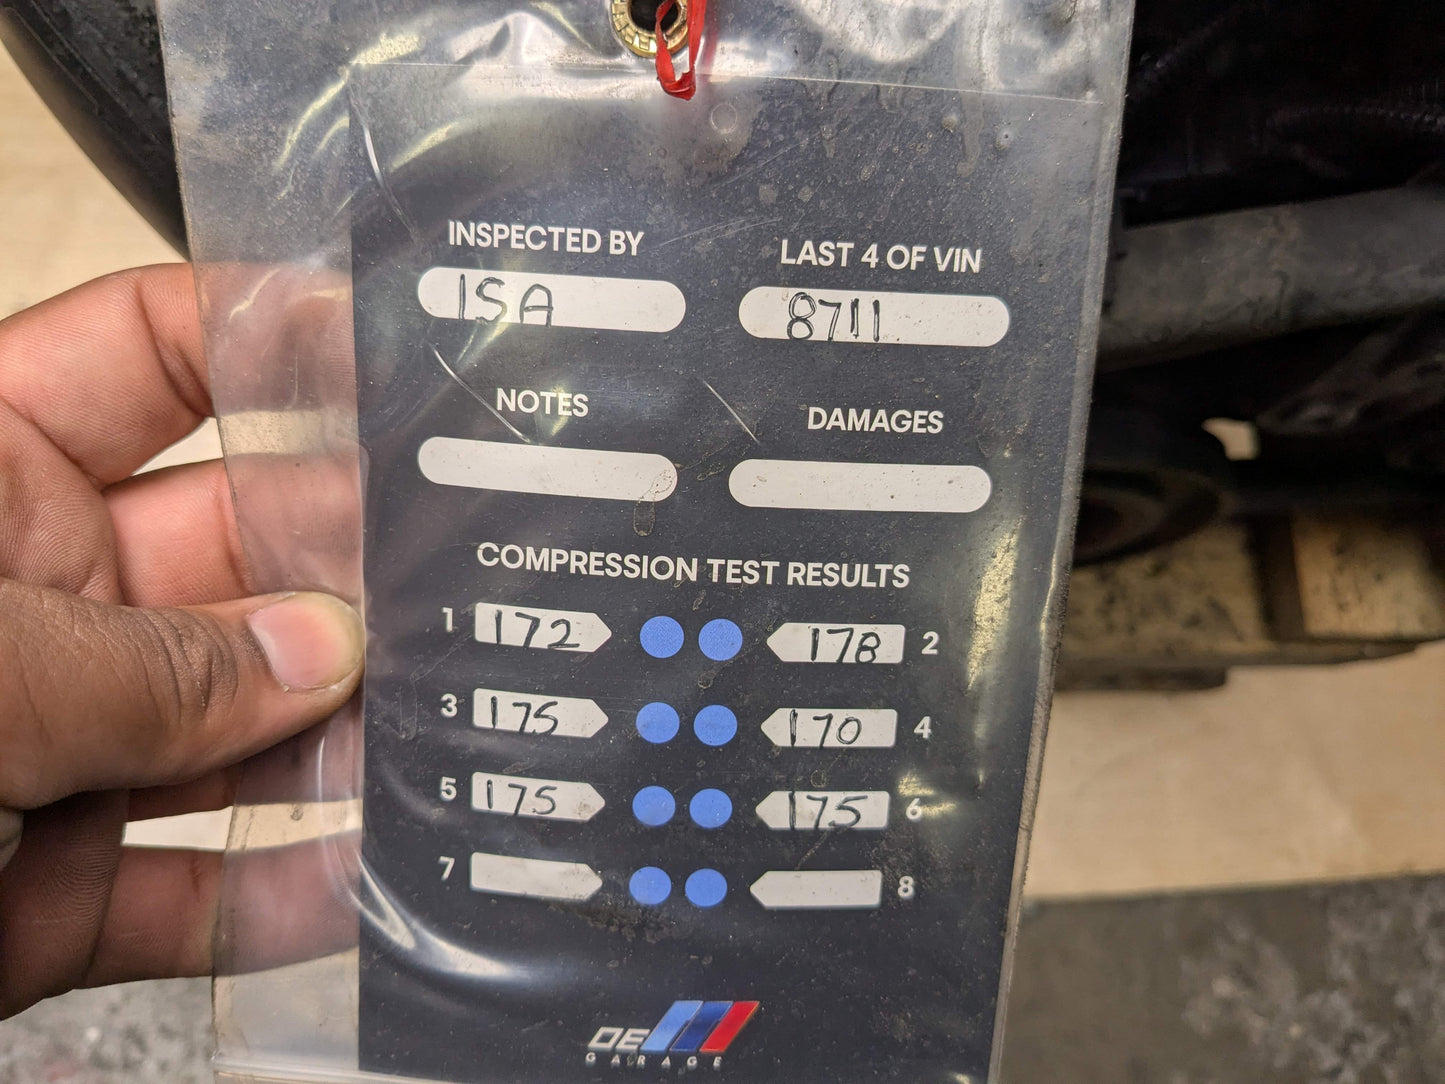 INSPECTED BY LAST 4 OF VIN
ISA 8711
NOTES DAMAGES
COMPRESSION TEST RESULTS
1 172 178 2
3 175 170 4
5 175 175 6
7 8
OE
GARAGE